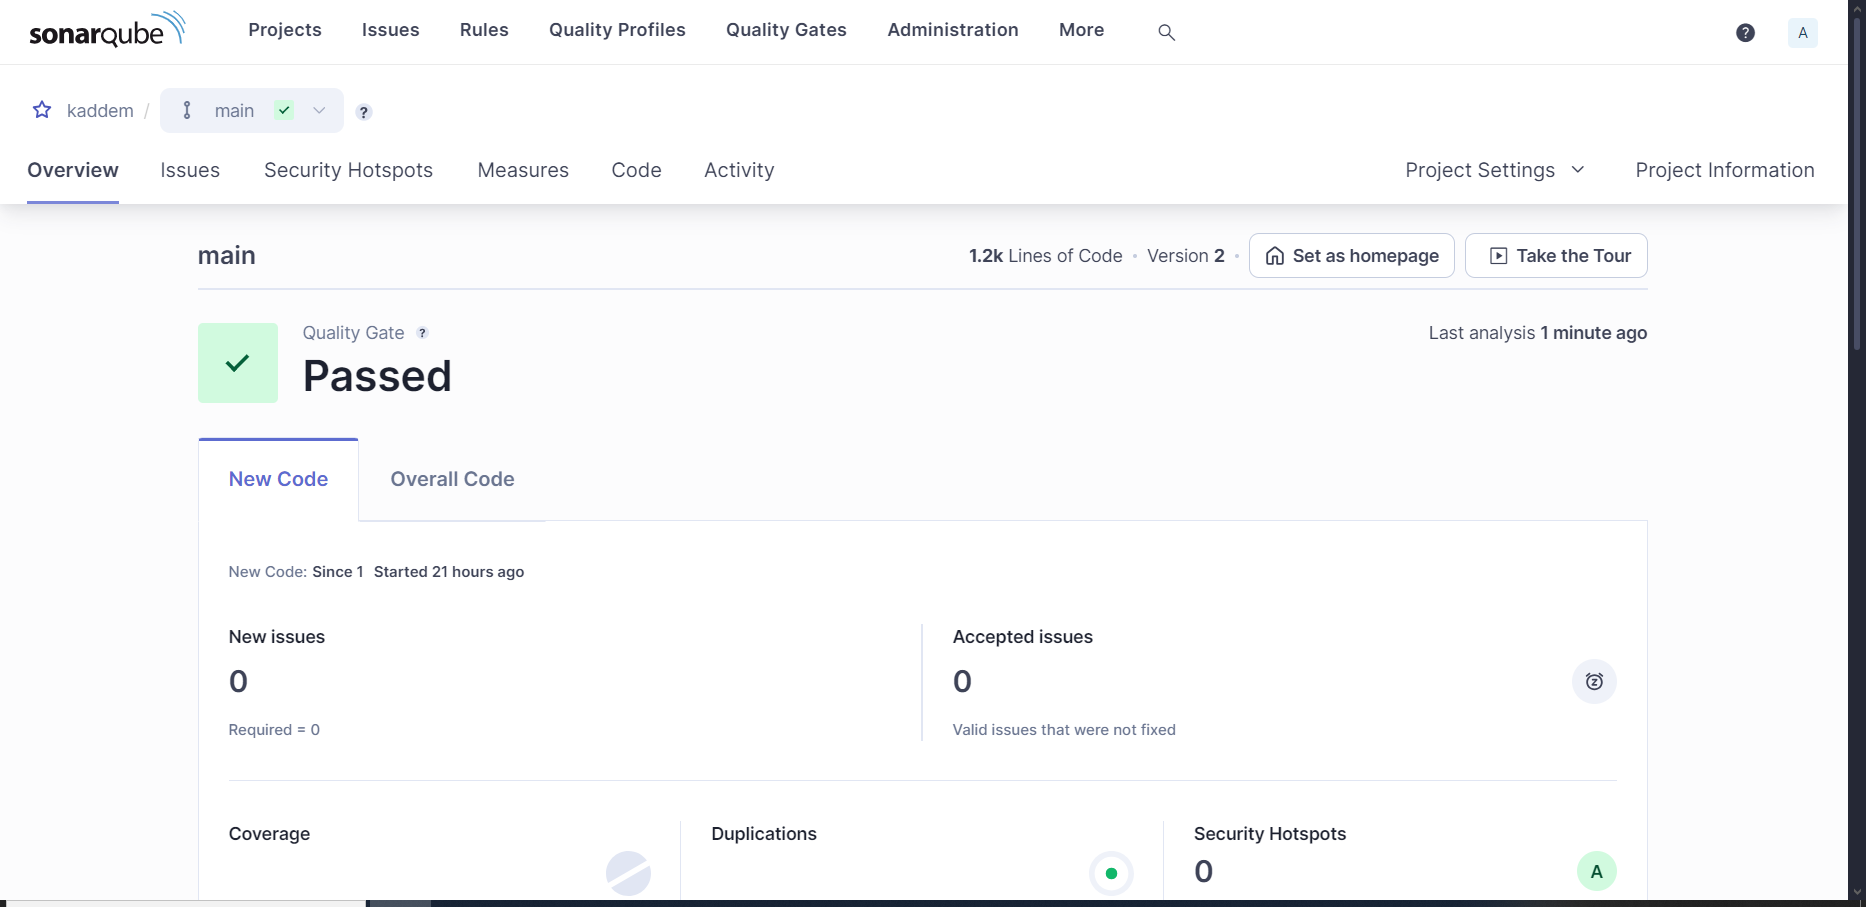 sonarqube Projects Issues Rules Quality Profiles Quality Gates Administration More ? A
kaddem / main ?
Overview Issues Security Hotspots Measures Code Activity Project Settings Project Information
main 1.2k Lines of Code • Version 2 • Set as homepage Take the Tour
Quality Gate ? Last analysis 1 minute ago
Passed
New Code Overall Code
New Code: Since 1 Started 21 hours ago
New issues Accepted issues
0 0
Required = 0 Valid issues that were not fixed
Coverage Duplications Security Hotspots
0 A